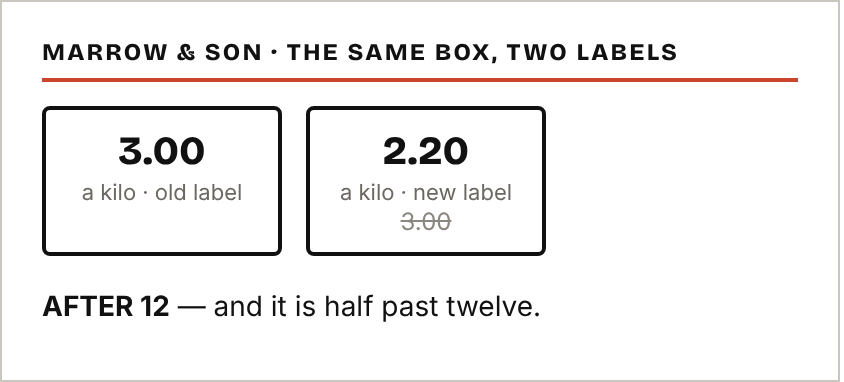 MARROW & SON · THE SAME BOX, TWO LABELS
3.00
a kilo · old label
2.20
a kilo · new label
3.00
AFTER 12 — and it is half past twelve.